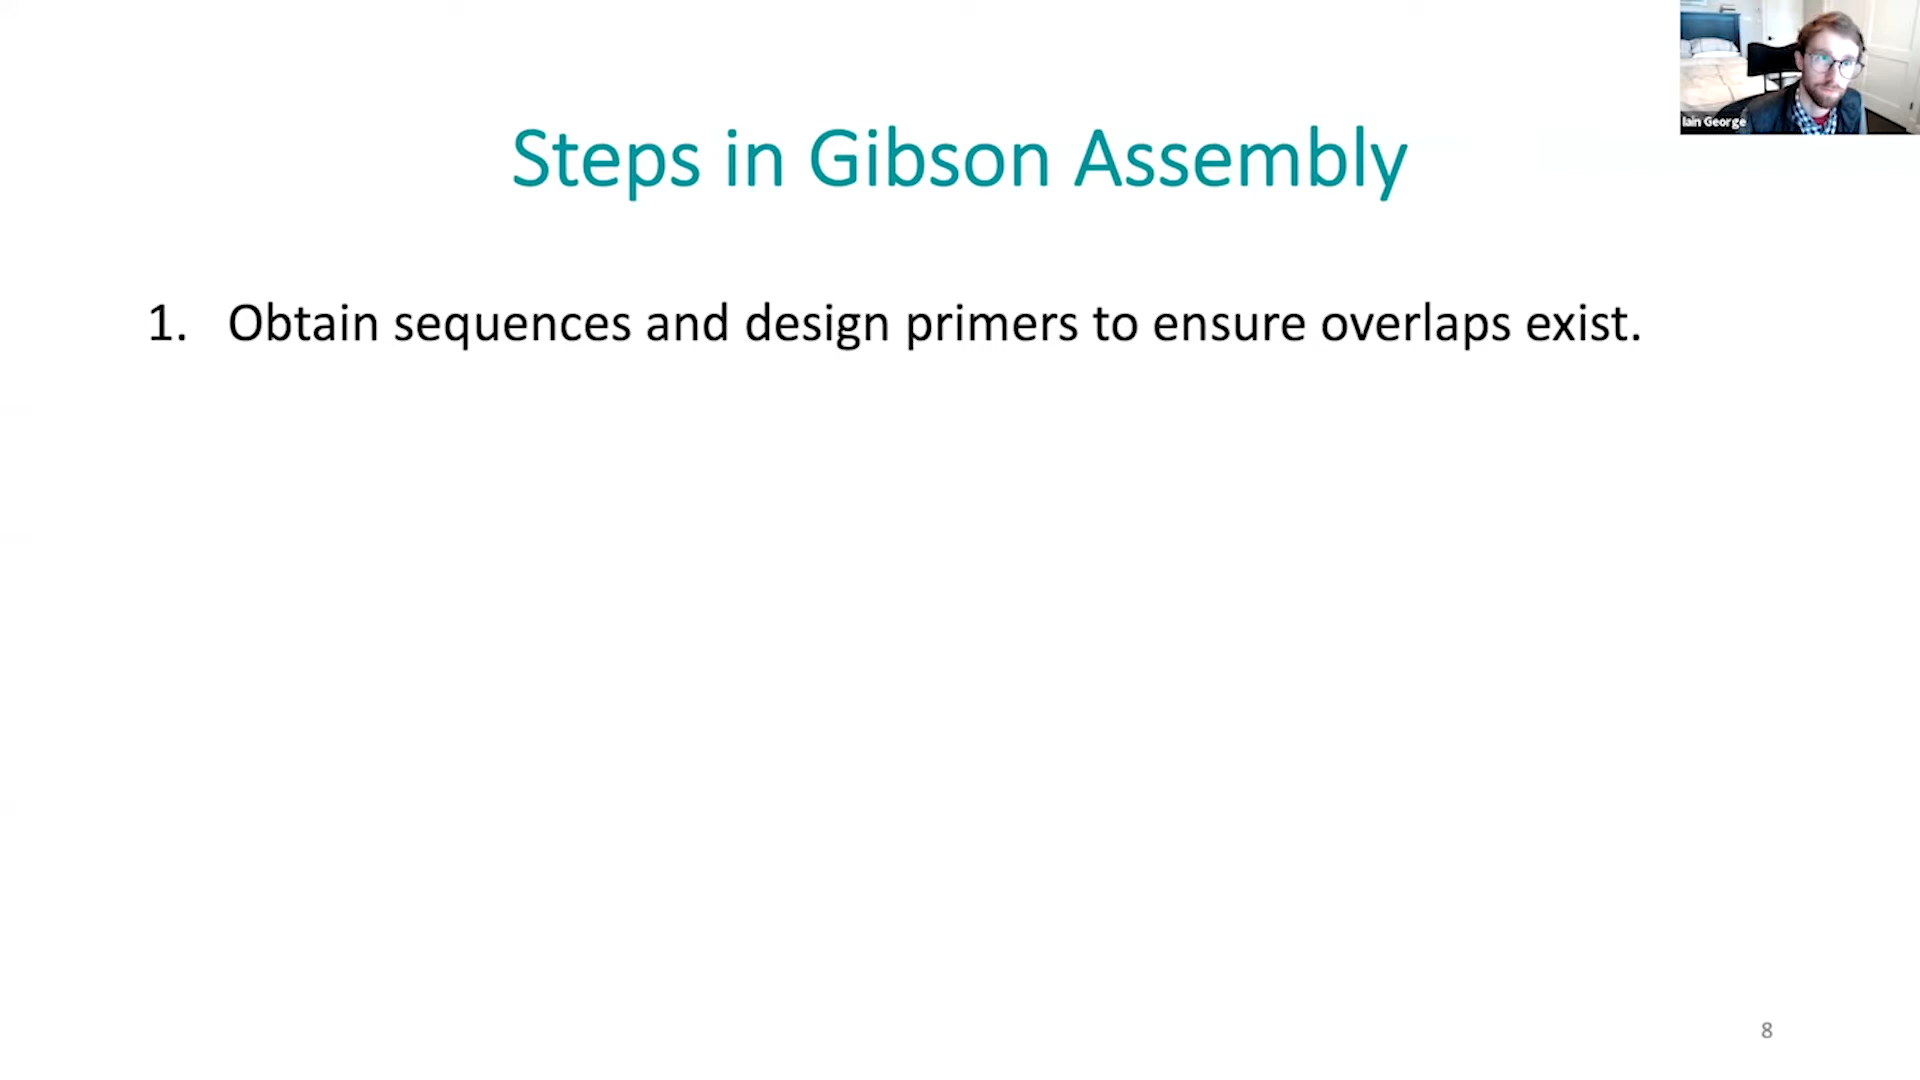 Iain George
Steps in Gibson Assembly
1. Obtain sequences and design primers to ensure overlaps exist.
8